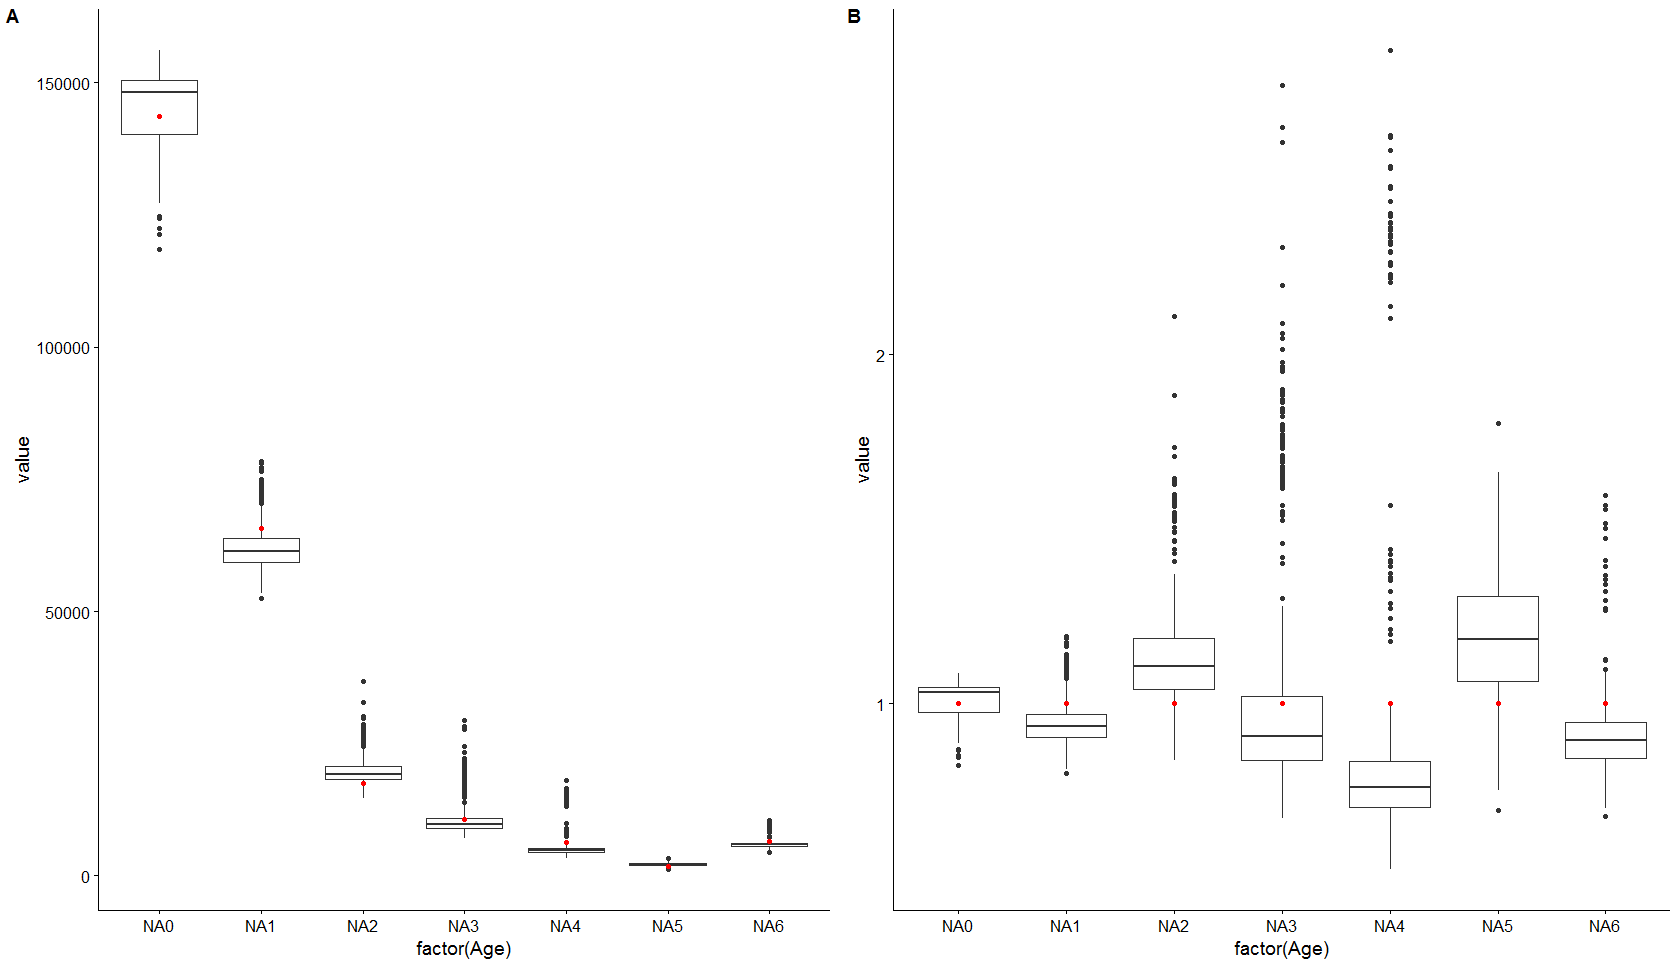 A
value
150000
100000
50000
0
NA0 NA1 NA2 NA3 NA4 NA5 NA6
factor(Age)
B
value
2
1
NA0 NA1 NA2 NA3 NA4 NA5 NA6
factor(Age)